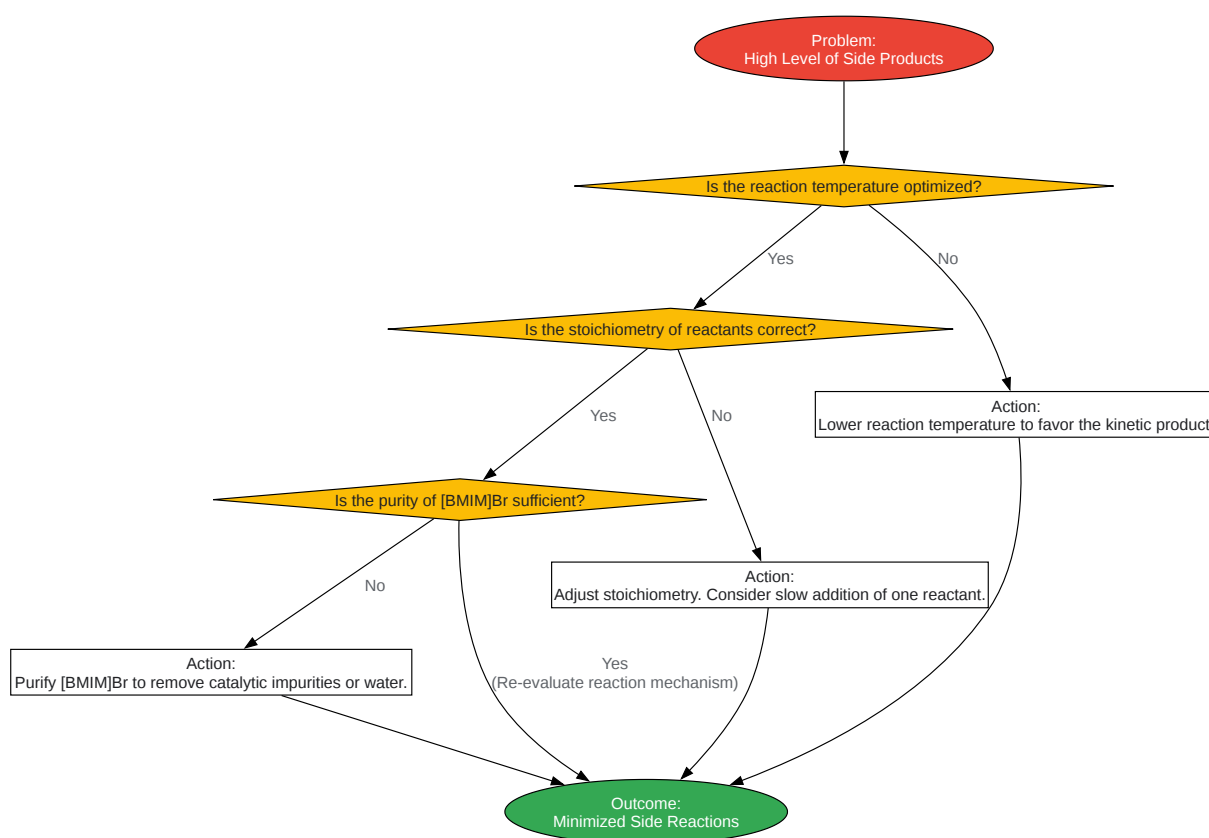 Problem:
High Level of Side Products
Is the reaction temperature optimized?
Yes
No
Is the stoichiometry of reactants correct?
Yes
No
Action:
Lower reaction temperature to favor the kinetic product
Is the purity of [BMIM]Br sufficient?
No
Action:
Adjust stoichiometry. Consider slow addition of one reactant.
Action:
Purify [BMIM]Br to remove catalytic impurities or water.
Yes
(Re-evaluate reaction mechanism)
Outcome:
Minimized Side Reactions